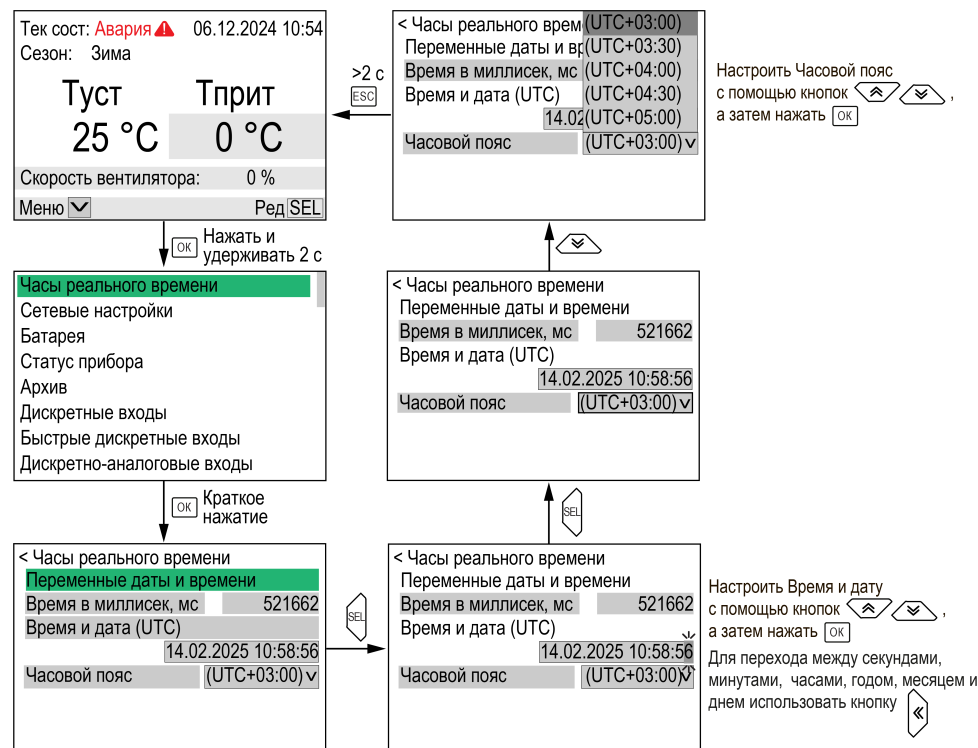 Тек сост: Авария 06.12.2024 10:54
Сезон: Зима
Туст Тприт
25 °C 0 °C
Скорость вентилятора: 0 %
Меню Ред SEL
>2 с
ESC
< Часы реального врем (UTC+03:00)
Переменные даты и вр (UTC+03:30)
Время в миллисек, мс (UTC+04:00)
Время и дата (UTC) (UTC+04:30)
14.02 (UTC+05:00)
Часовой пояс (UTC+03:00)
Настроить Часовой пояс
с помощью кнопок ,
а затем нажать OK
OK Нажать и
удерживать 2 с
Часы реального времени
Сетевые настройки
Батарея
Статус прибора
Архив
Дискретные входы
Быстрые дискретные входы
Дискретно-аналоговые входы
< Часы реального времени
Переменные даты и времени
Время в миллисек, мс 521662
Время и дата (UTC)
14.02.2025 10:58:56
Часовой пояс (UTC+03:00)
OK Краткое
нажатие
SEL
< Часы реального времени
Переменные даты и времени
Время в миллисек, мс 521662
Время и дата (UTC)
14.02.2025 10:58:56
Часовой пояс (UTC+03:00)
SEL
< Часы реального времени
Переменные даты и времени
Время в миллисек, мс 521662
Время и дата (UTC)
14.02.2025 10:58:56
Часовой пояс (UTC+03:00)
Настроить Время и дату
с помощью кнопок ,
а затем нажать OK
Для перехода между секундами,
минутами, часами, годом, месяцем и
днем использовать кнопку